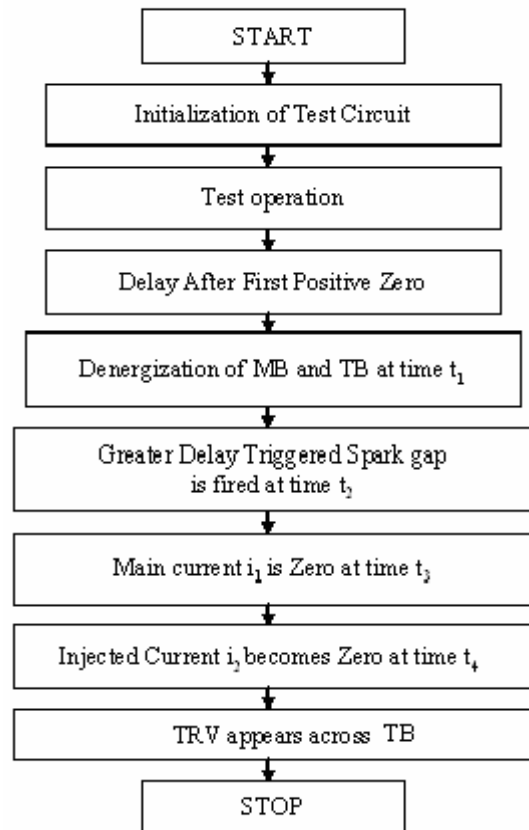 START
Initialization of Test Circuit
Test operation
Delay After First Positive Zero
Denergization of MB and TB at time t₁
Greater Delay Triggered Spark gap
is fired at time t₂
Main current i₁ is Zero at time t₃
Injected Current i₂ becomes Zero at time t₄
TRV appears across TB
STOP